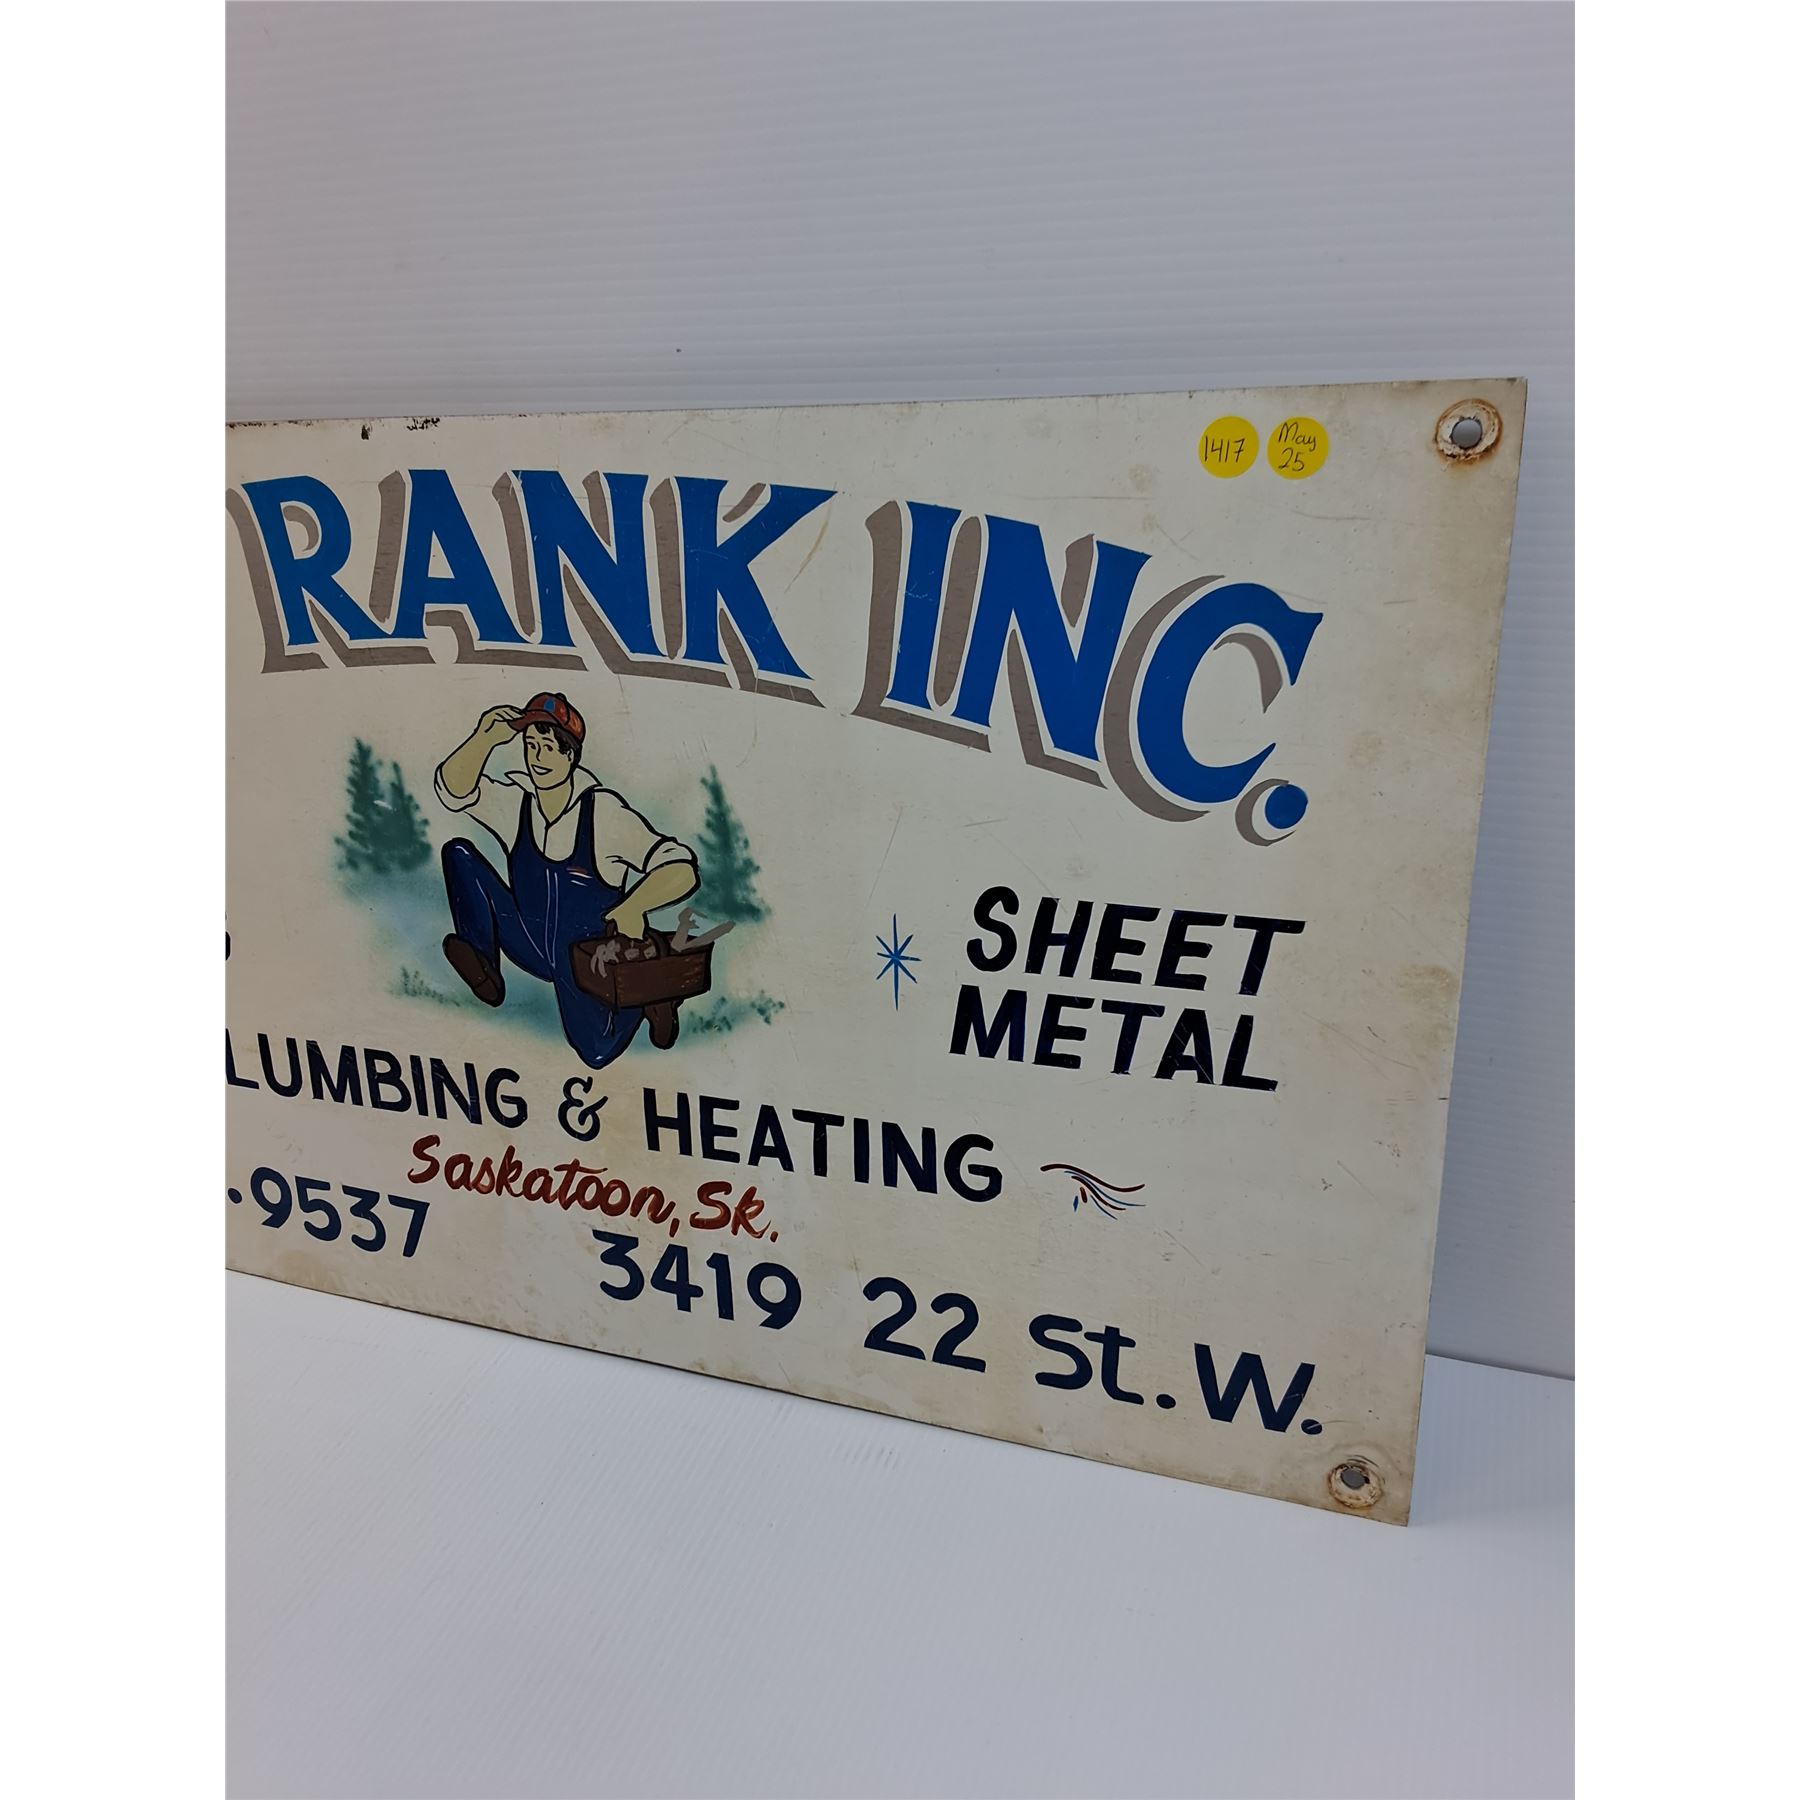 1417
May
25
RANK INC.
SHEET
METAL
LUMBING & HEATING
Saskatoon, Sk.
.9537
3419 22 St. W.